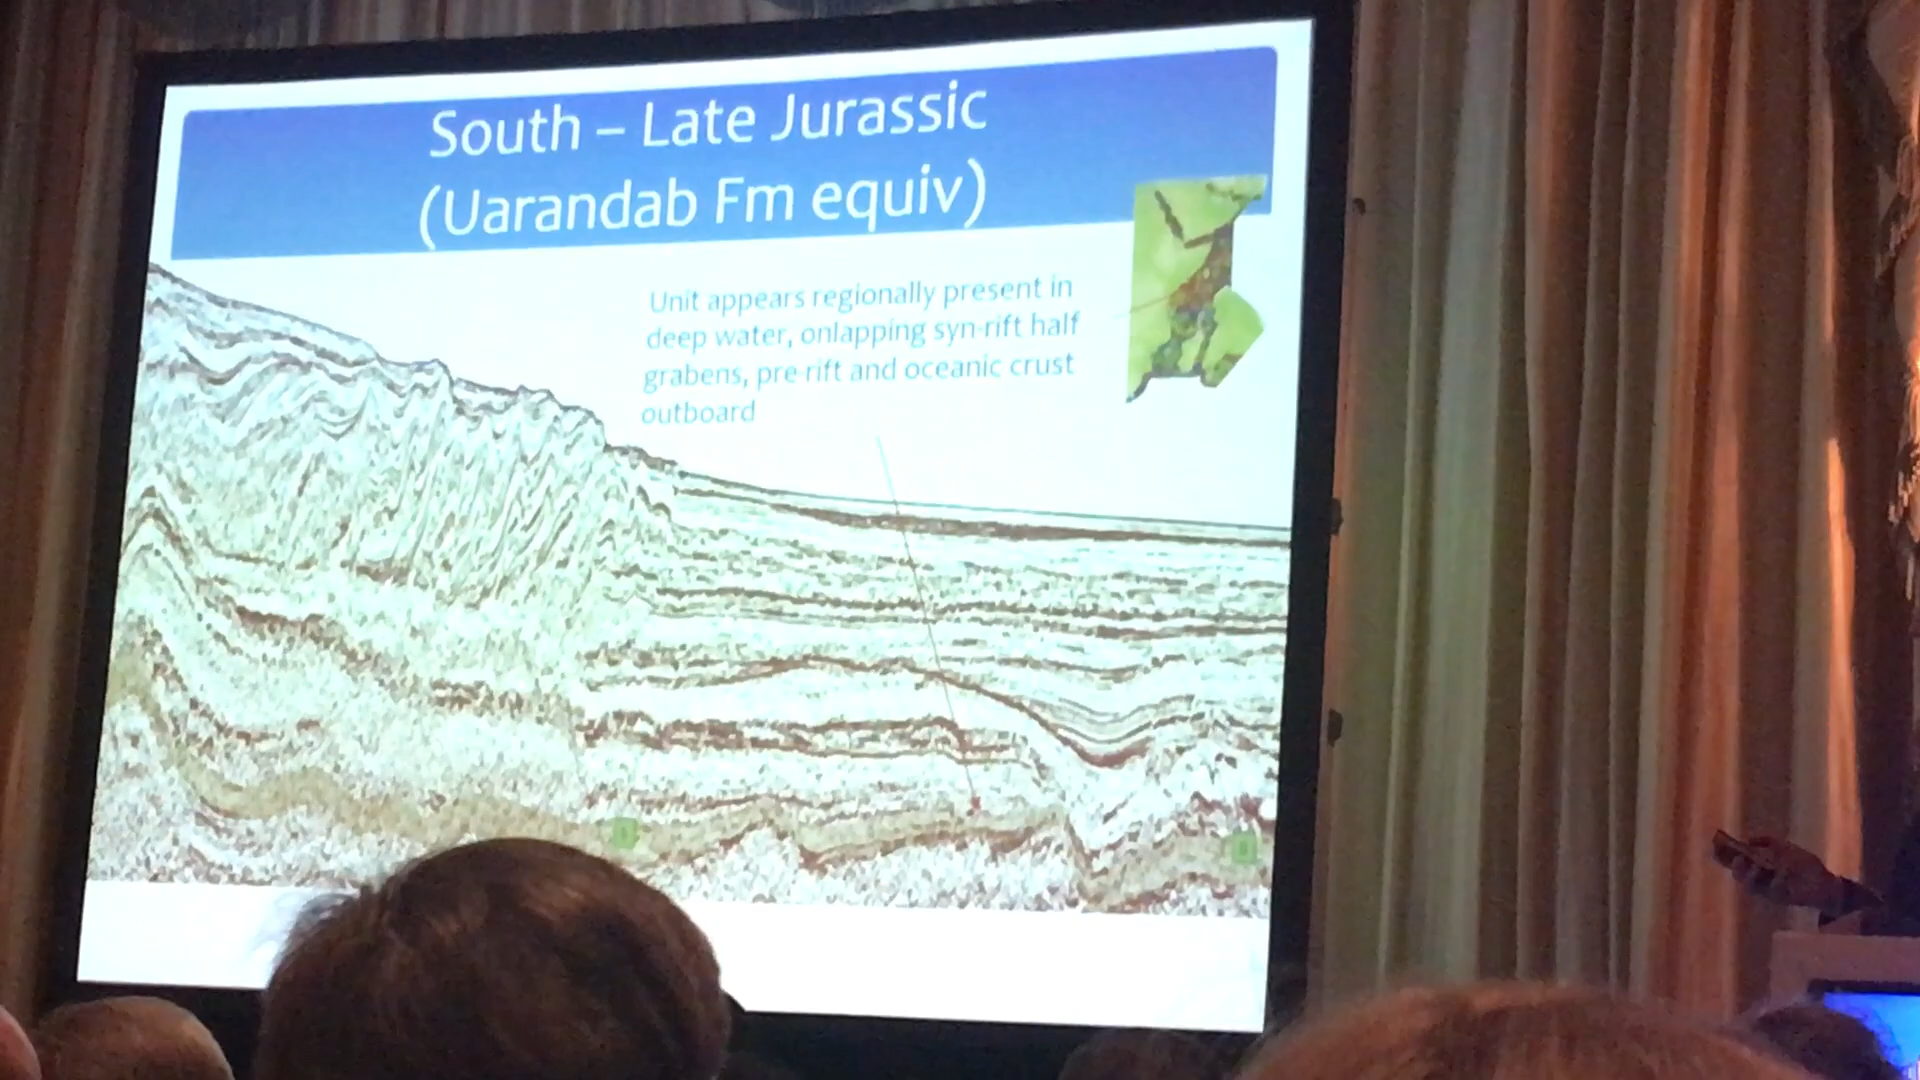 South – Late Jurassic
(Uarandab Fm equiv)
Unit appears regionally present in
deep water, onlapping syn-rift half
grabens, pre-rift and oceanic crust
outboard